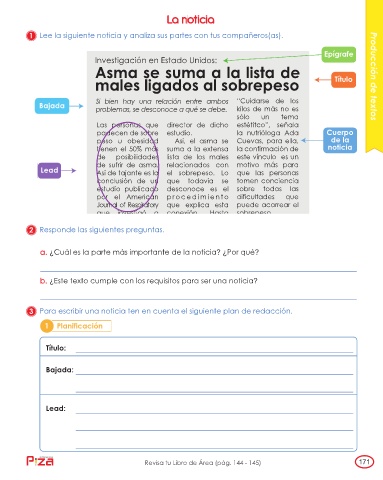 La noticia
1 Lee la siguiente noticia y analiza sus partes con tus compañeros(as).
Producción de textos
Epígrafe
Investigación en Estado Unidos:
Asma se suma a la lista de
males ligados al sobrepeso
Título
Bajada
Si bien hay una relación entre ambos
problemas, se desconoce a qué se debe.
Las personas que
padecen de sobre
peso u obesidad
tienen el 50% más
de posibilidades
de sufrir de asma.
Así de tajante es la
conclusión de un
estudio publicado
por el American
Journal of Respiratory
que investigó a
director de dicho
estudio.
Así, el asma se
suma a la extensa
lista de los males
relacionados con
el sobrepeso. Lo
que todavía se
desconoce es el
procedimiento
que explica esta
conexión. Hasta
"Cuidarse de los
kilos de más no es
sólo un tema
estético", señala
la nutrióloga Ada
Cuevas, para ella,
la confirmación de
este vínculo es un
motivo más para
que las personas
tomen conciencia
sobre todas las
dificultades que
puede acarrear el
sobrepeso
Cuerpo
de la
noticia
Lead
2 Responde las siguientes preguntas.
a. ¿Cuál es la parte más importante de la noticia? ¿Por qué?
b. ¿Este texto cumple con los requisitos para ser una noticia?
3 Para escribir una noticia ten en cuenta el siguiente plan de redacción.
1 Planificación
Título:
Bajada:
Lead:
Revisa tu Libro de Área (pág. 144 - 145)
171